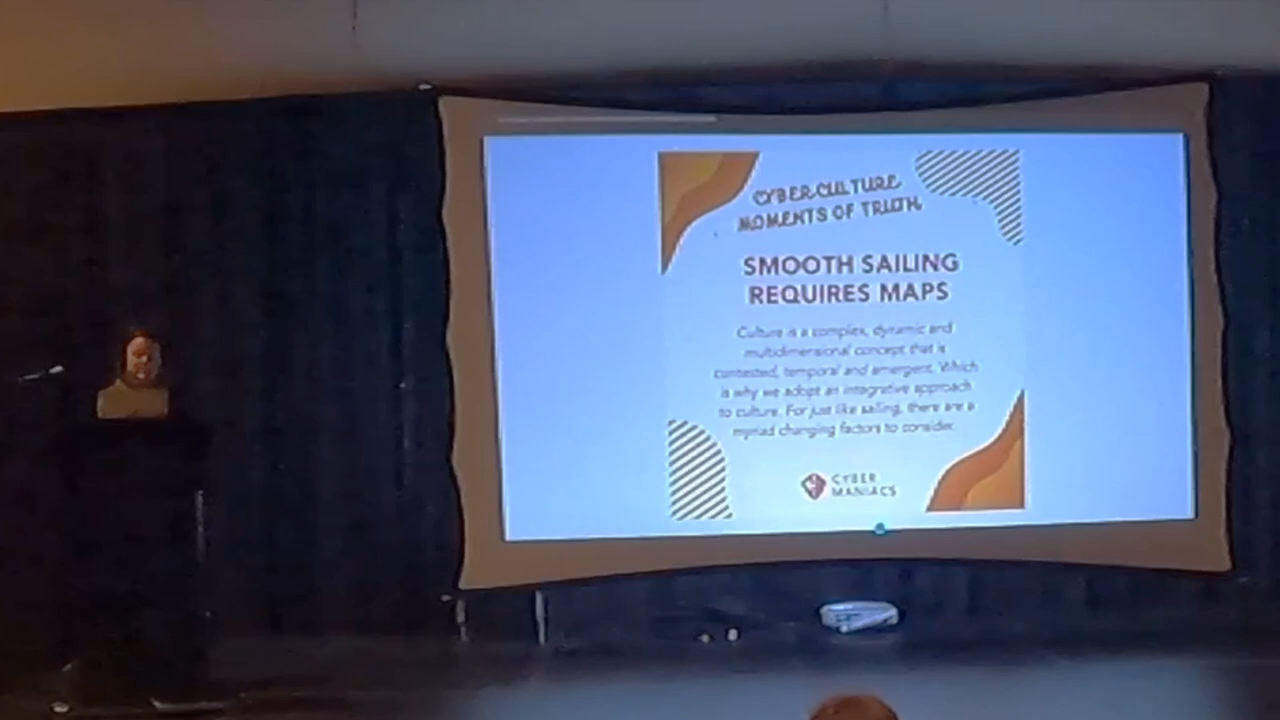 CYBER CULTURE
MOMENTS OF TRUTH
SMOOTH SAILING
REQUIRES MAPS
Culture is a complex, dynamic and
multidimensional concept that is
contested, temporal and emergent. Which
is why we adopt an integrative approach
to culture. For just like sailing, there are a
myriad changing factors to consider.
CYBER
MANIACS